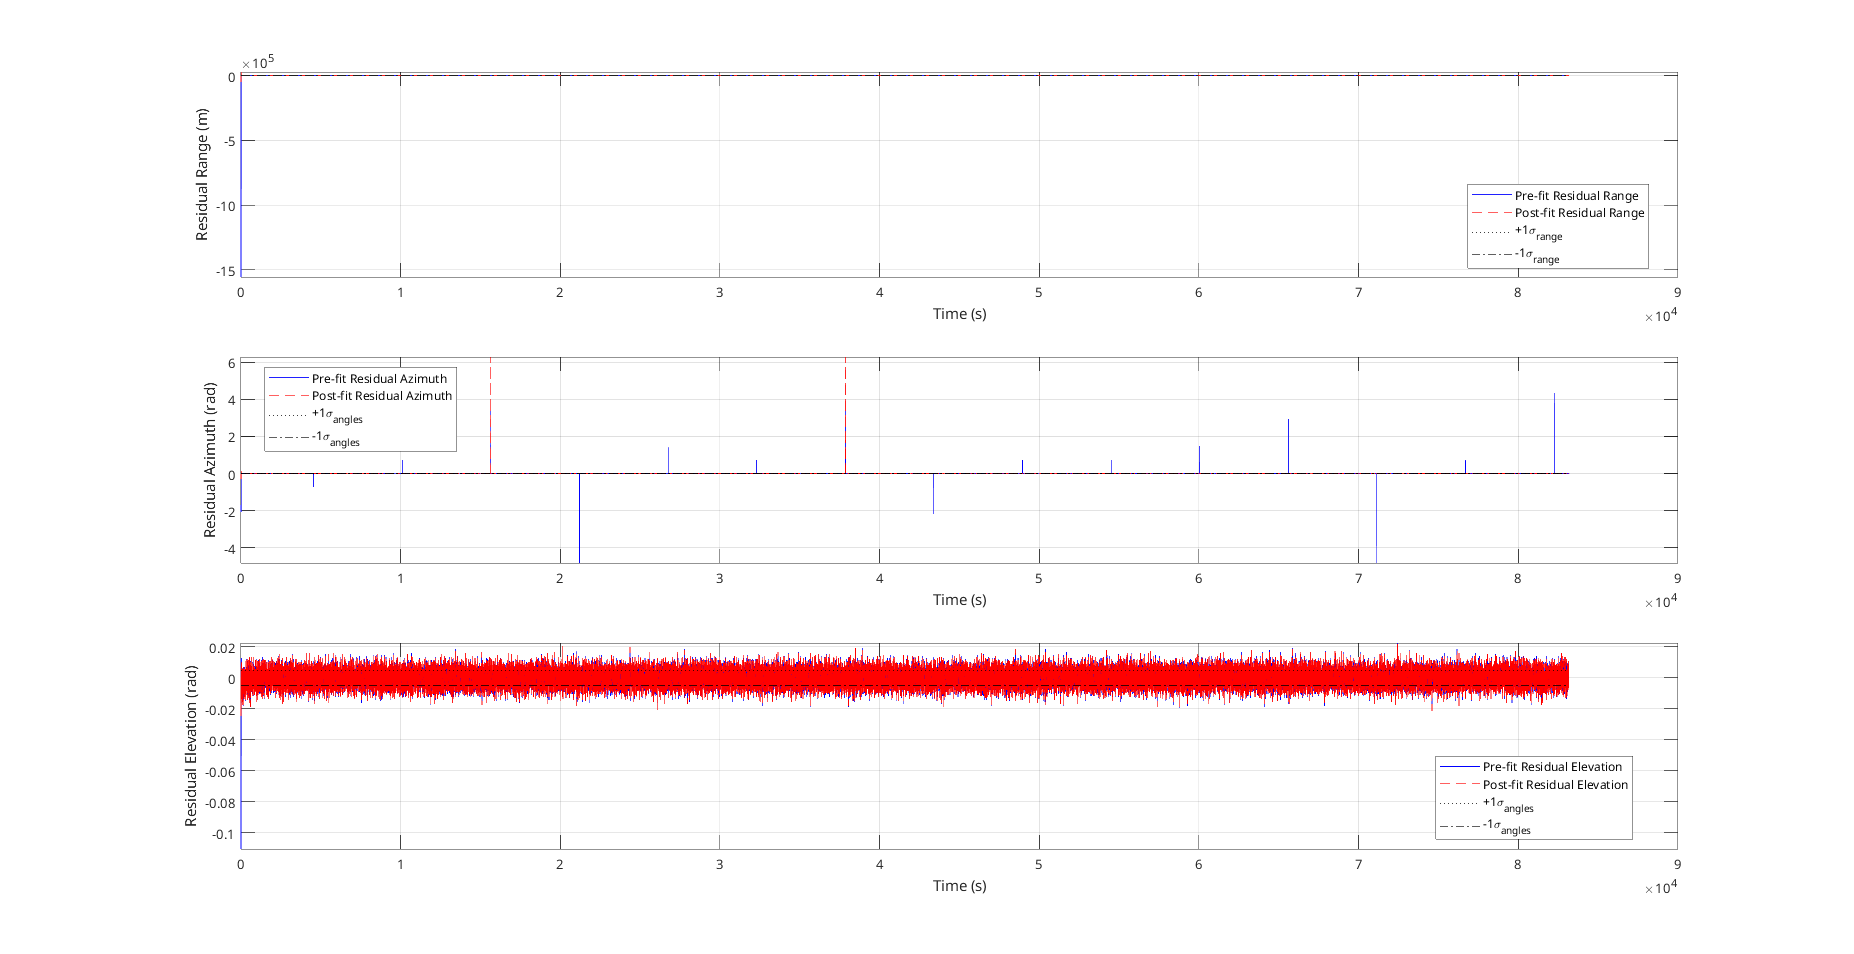 ×10^5
0
-5
-10
-15
Residual Range (m)
Pre-fit Residual Range
Post-fit Residual Range
+1σ_range
-1σ_range
0 1 2 3 4 5 6 7 8 9
Time (s)
×10^4
6
4
2
0
-2
-4
Residual Azimuth (rad)
Pre-fit Residual Azimuth
Post-fit Residual Azimuth
+1σ_angles
-1σ_angles
0 1 2 3 4 5 6 7 8 9
Time (s)
×10^4
0.02
0
-0.02
-0.04
-0.06
-0.08
-0.1
Residual Elevation (rad)
Pre-fit Residual Elevation
Post-fit Residual Elevation
+1σ_angles
-1σ_angles
0 1 2 3 4 5 6 7 8 9
Time (s)
×10^4